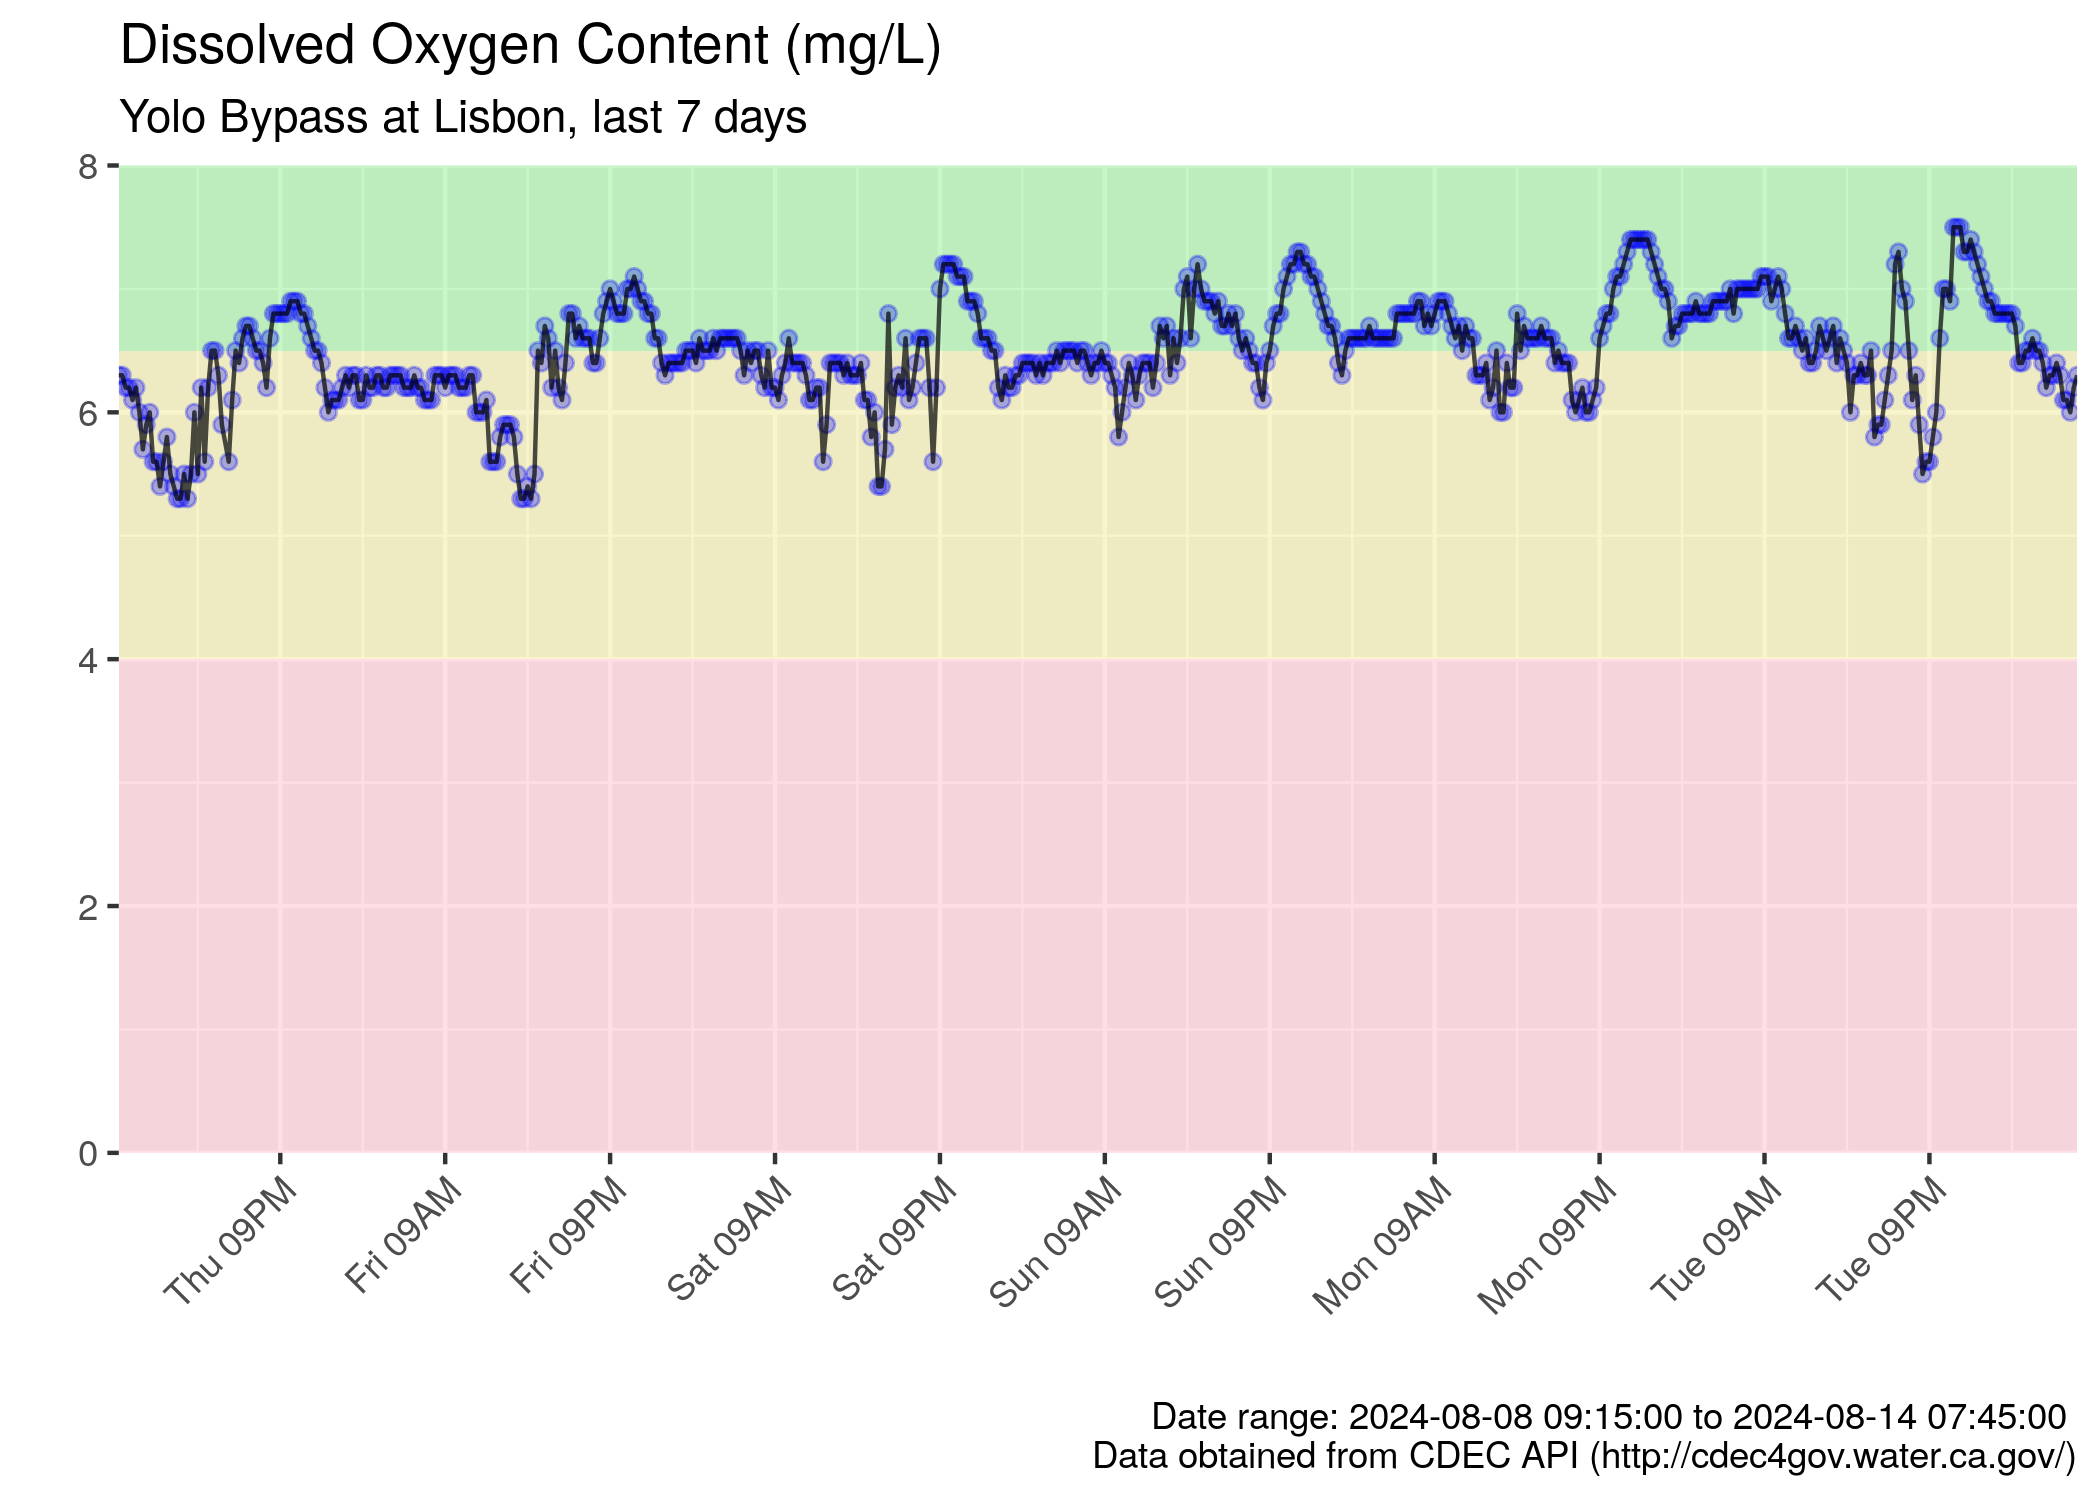 Dissolved Oxygen Content (mg/L)
Yolo Bypass at Lisbon, last 7 days
8
6
4
2
0
Thu 09PM
Fri 09AM
Fri 09PM
Sat 09AM
Sat 09PM
Sun 09AM
Sun 09PM
Mon 09AM
Mon 09PM
Tue 09AM
Tue 09PM
Date range: 2024-08-08 09:15:00 to 2024-08-14 07:45:00
Data obtained from CDEC API (http://cdec4gov.water.ca.gov/)